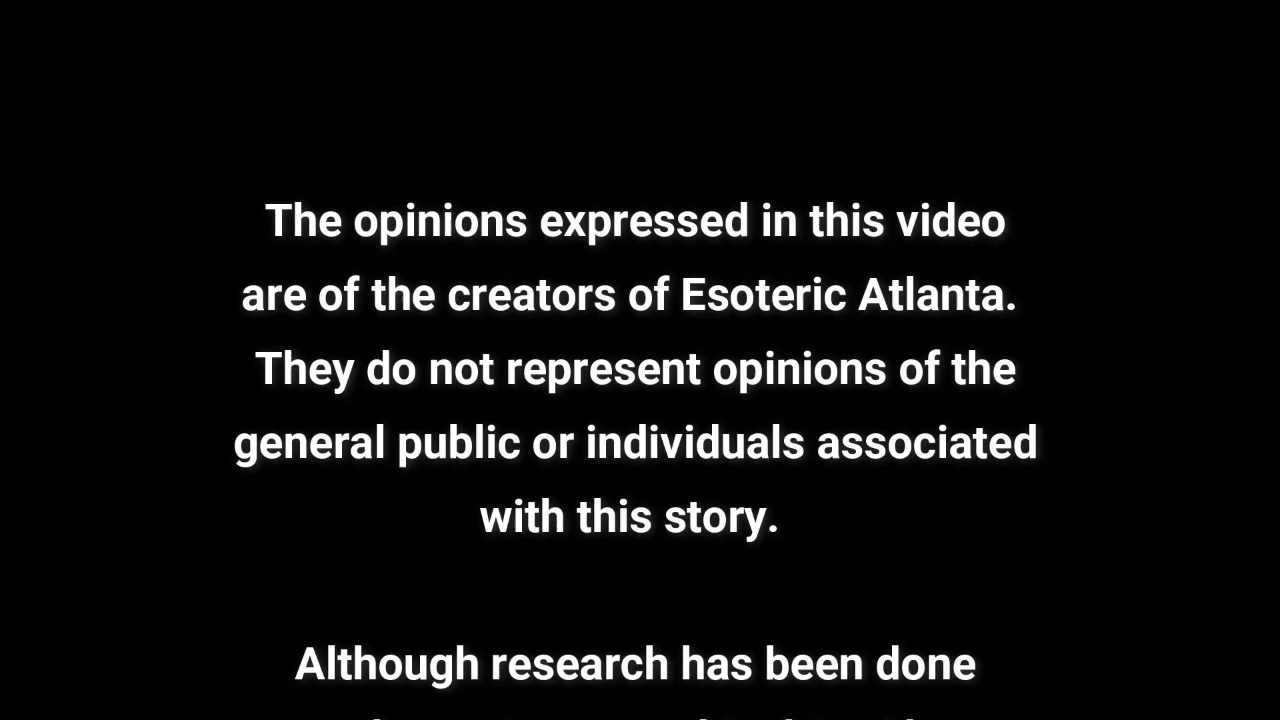 The opinions expressed in this video
are of the creators of Esoteric Atlanta.
They do not represent opinions of the
general public or individuals associated
with this story.
Although research has been done